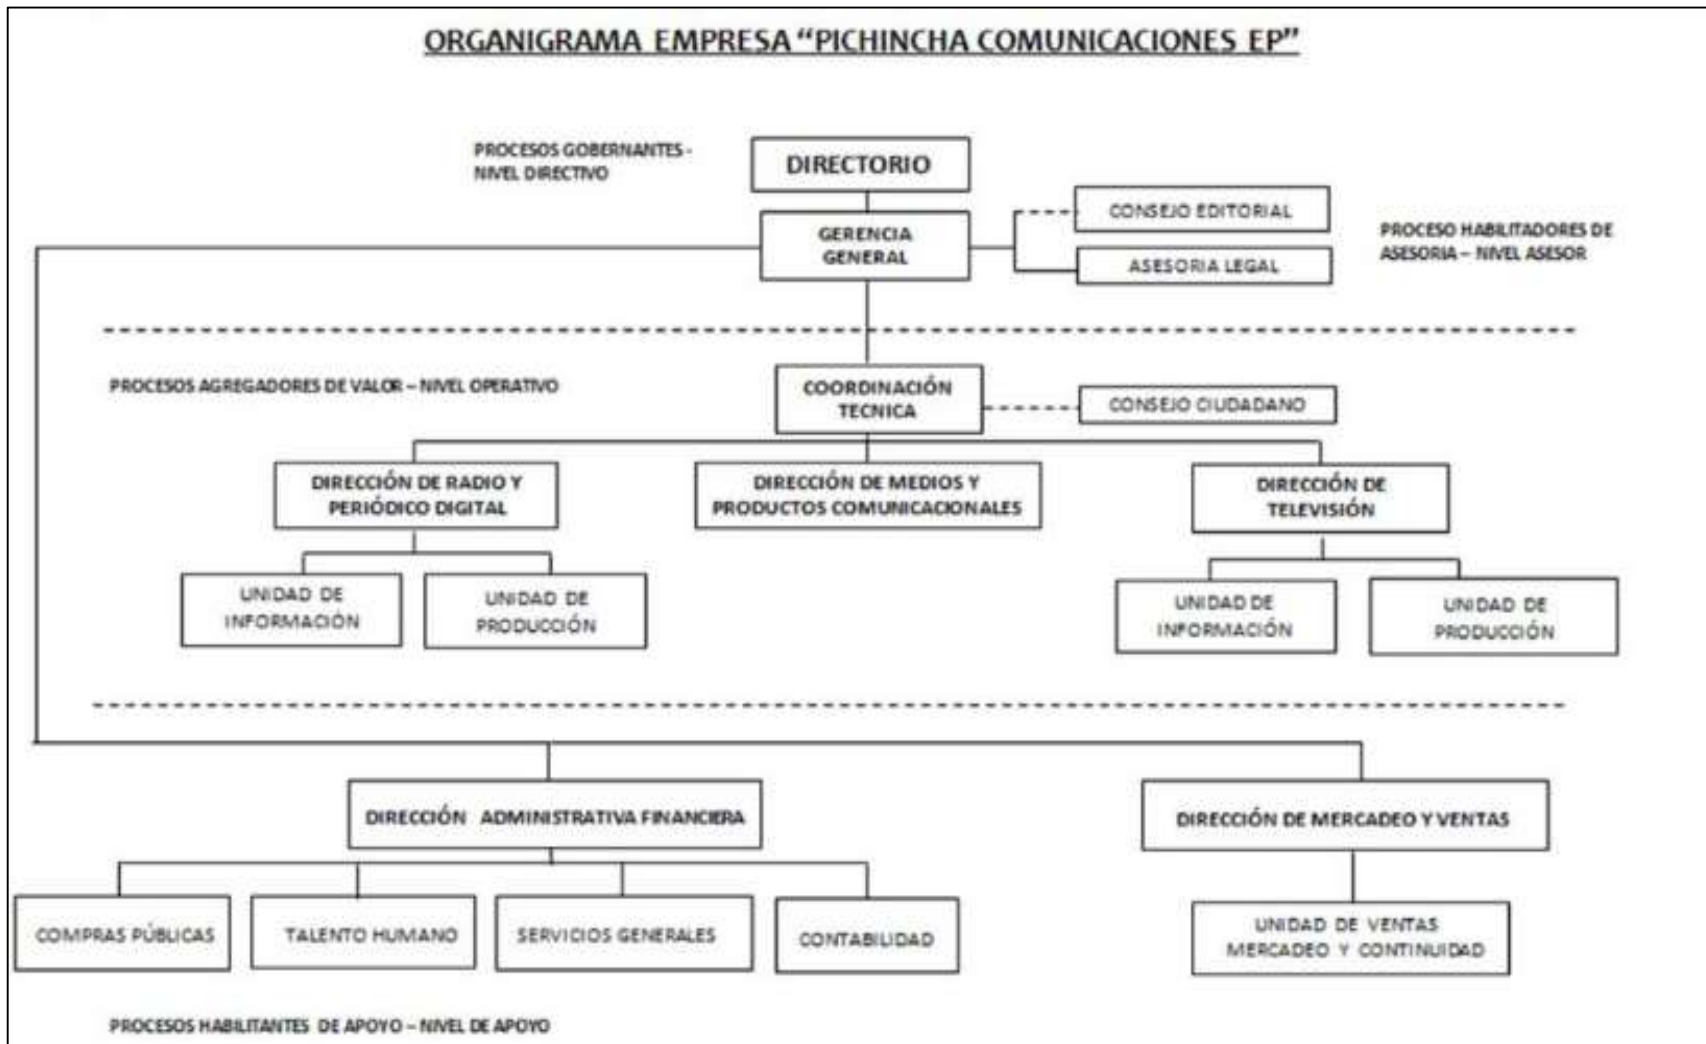 ORGANIGRAMA EMPRESA “PICHINCHA COMUNICACIONES EP”
PROCESOS GOBERNANTES -
NIVEL DIRECTIVO
DIRECTORIO
GERENCIA
GENERAL
CONSEJO EDITORIAL
ASESORIA LEGAL
PROCESO HABILITADORES DE
ASESORIA – NIVEL ASESOR
PROCESOS AGREGADORES DE VALOR – NIVEL OPERATIVO
COORDINACIÓN
TECNICA
CONSEJO CIUDADANO
DIRECCIÓN DE RADIO Y
PERIÓDICO DIGITAL
DIRECCIÓN DE MEDIOS Y
PRODUCTOS COMUNICACIONALES
DIRECCIÓN DE
TELEVISIÓN
UNIDAD DE
INFORMACIÓN
UNIDAD DE
PRODUCCIÓN
UNIDAD DE
INFORMACIÓN
UNIDAD DE
PRODUCCIÓN
DIRECCIÓN ADMINISTRATIVA FINANCIERA
DIRECCIÓN DE MERCADEO Y VENTAS
COMPRAS PÚBLICAS
TALENTO HUMANO
SERVICIOS GENERALES
CONTABILIDAD
UNIDAD DE VENTAS
MERCADEO Y CONTINUIDAD
PROCESOS HABILITANTES DE APOYO – NIVEL DE APOYO